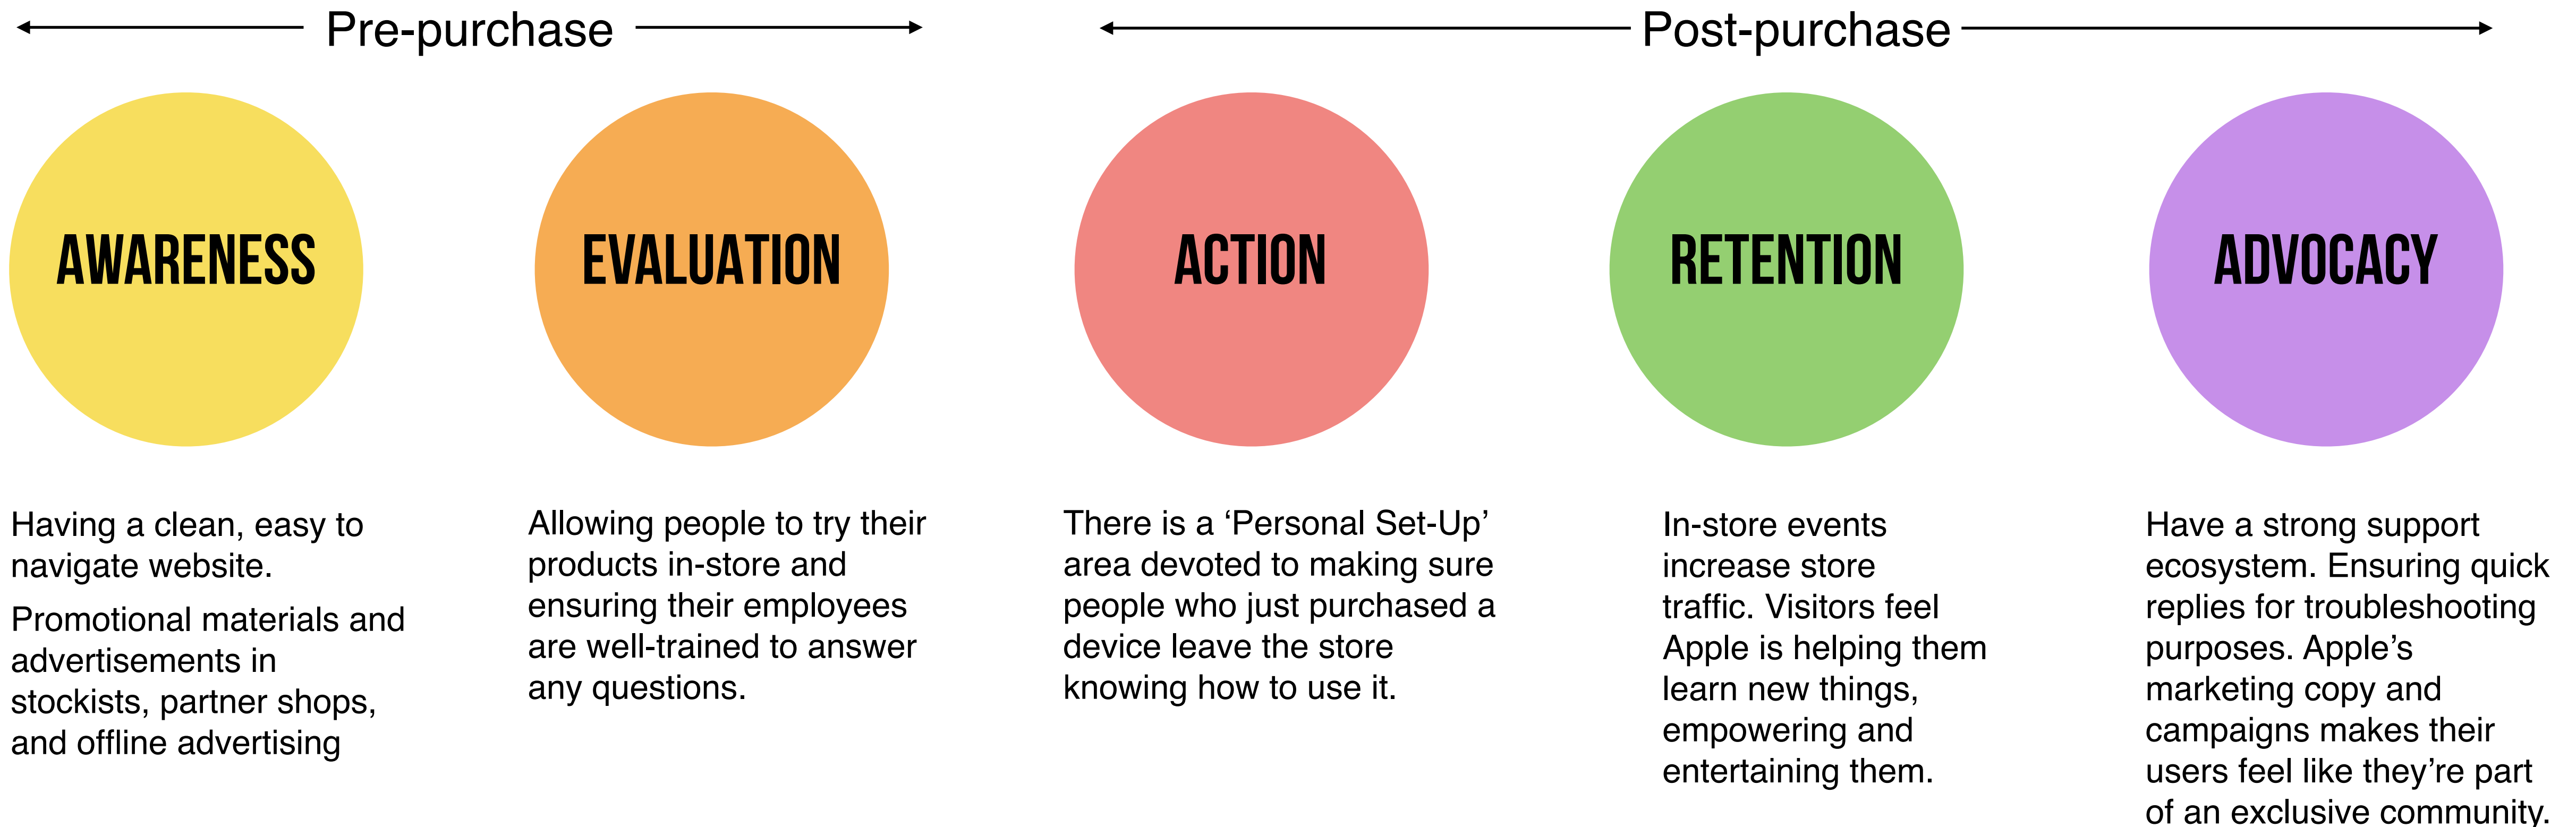 Pre-purchase
Post-purchase
AWARENESS
EVALUATION
ACTION
RETENTION
ADVOCACY
Having a clean, easy to
navigate website.
Promotional materials and
advertisements in
stockists, partner shops,
and offline advertising
Allowing people to try their
products in-store and
ensuring their employees
are well-trained to answer
any questions.
There is a ‘Personal Set-Up’
area devoted to making sure
people who just purchased a
device leave the store
knowing how to use it.
In-store events
increase store
traffic. Visitors feel
Apple is helping them
learn new things,
empowering and
entertaining them.
Have a strong support
ecosystem. Ensuring quick
replies for troubleshooting
purposes. Apple’s
marketing copy and
campaigns makes their
users feel like they’re part
of an exclusive community.